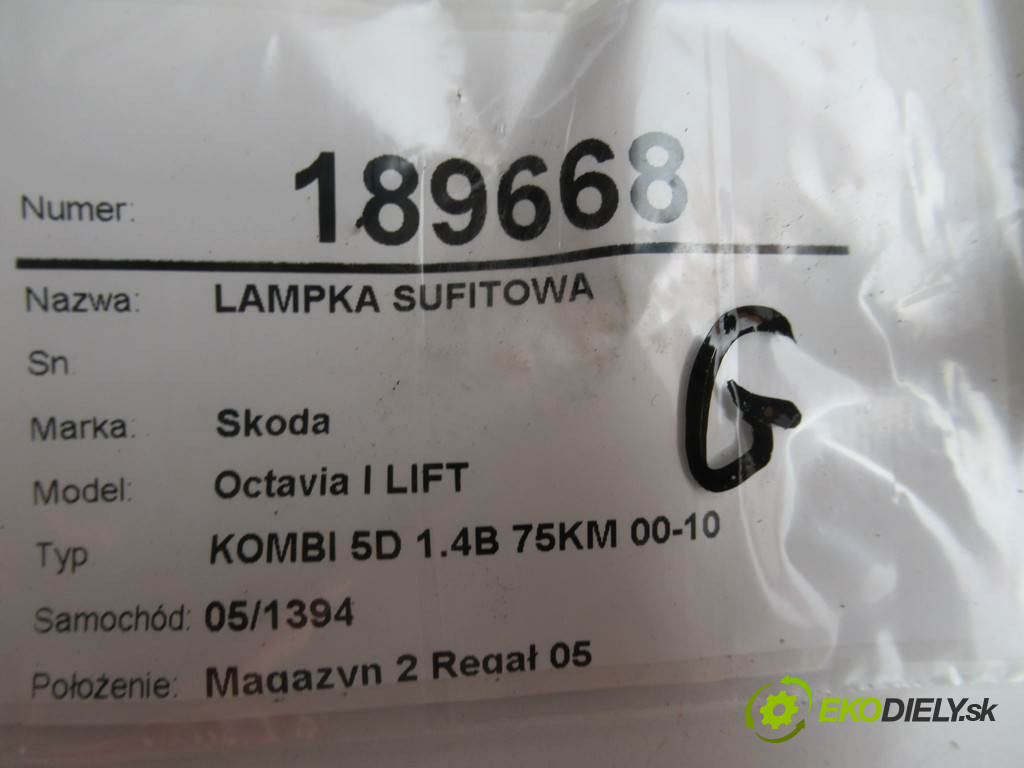 Numer: 189668
Nazwa: LAMPKA SUFITOWA
Sn
Marka: Skoda
Model: Octavia I LIFT
Typ KOMBI 5D 1.4B 75KM 00-10
Samochód: 05/1394
Położenie: Magazyn 2 Regał 05
G
EKODIELY.sk